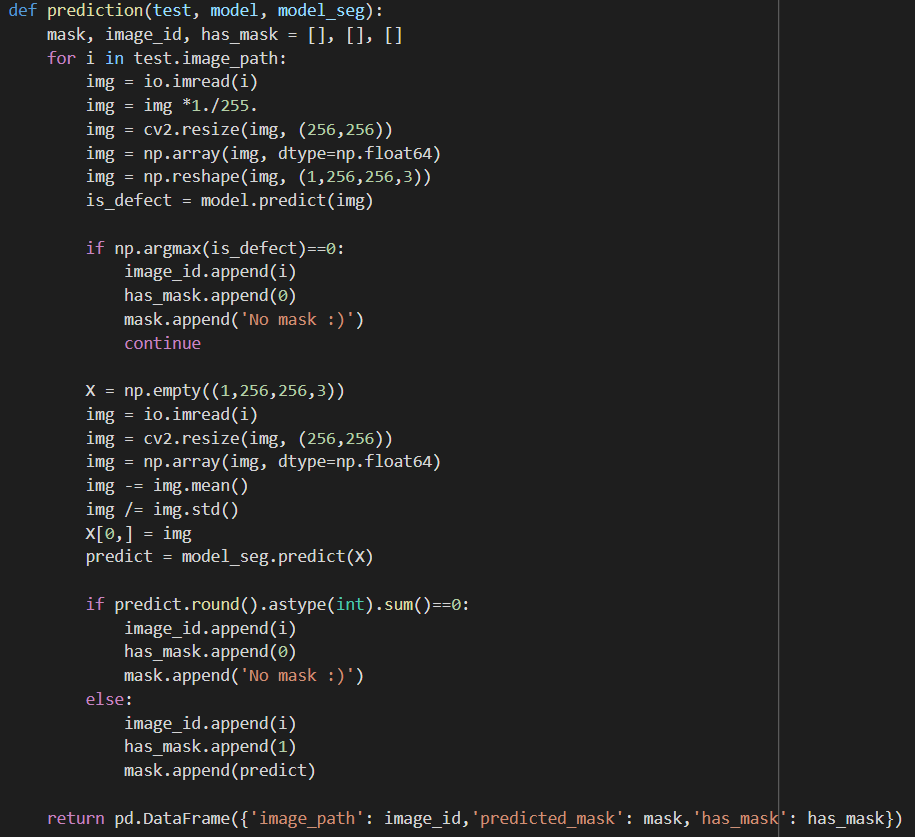 def prediction(test, model, model_seg):
    mask, image_id, has_mask = [], [], []
    for i in test.image_path:
        img = io.imread(i)
        img = img *1./255.
        img = cv2.resize(img, (256,256))
        img = np.array(img, dtype=np.float64)
        img = np.reshape(img, (1,256,256,3))
        is_defect = model.predict(img)

        if np.argmax(is_defect)==0:
            image_id.append(i)
            has_mask.append(0)
            mask.append('No mask :)')
            continue

        X = np.empty((1,256,256,3))
        img = io.imread(i)
        img = cv2.resize(img, (256,256))
        img = np.array(img, dtype=np.float64)
        img -= img.mean()
        img /= img.std()
        X[0,] = img
        predict = model_seg.predict(X)

        if predict.round().astype(int).sum()==0:
            image_id.append(i)
            has_mask.append(0)
            mask.append('No mask :)')
        else:
            image_id.append(i)
            has_mask.append(1)
            mask.append(predict)

    return pd.DataFrame({'image_path': image_id,'predicted_mask': mask,'has_mask': has_mask})